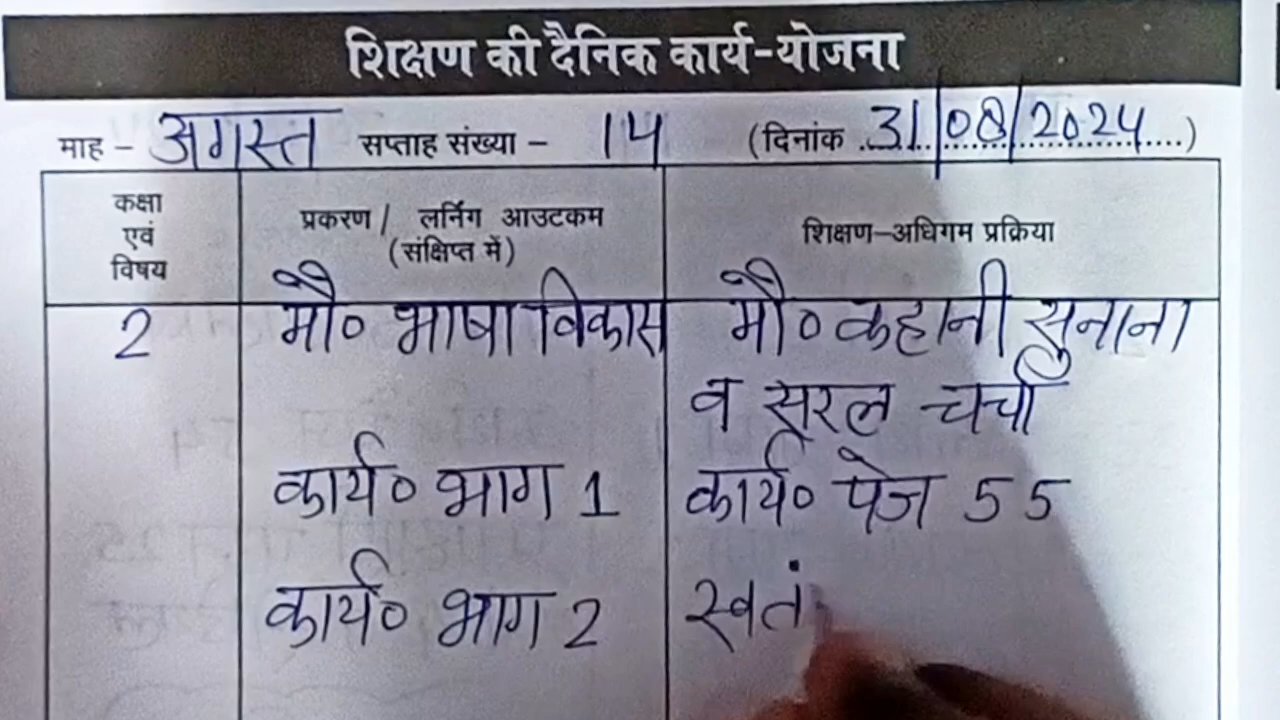 शिक्षण की दैनिक कार्य-योजना
माह - अगस्त सप्ताह संख्या - 14 (दिनांक 31/08/2024)
कक्षा एवं विषय
प्रकरण / लर्निंग आउटकम (संक्षिप्त में)
शिक्षण-अधिगम प्रक्रिया
2 मौ० भाषा विकास मौ० कहानी सुनाना
व सरल चर्चा
कार्य० भाग 1 कार्य० पेज 55
कार्य० भाग 2 स्वतं